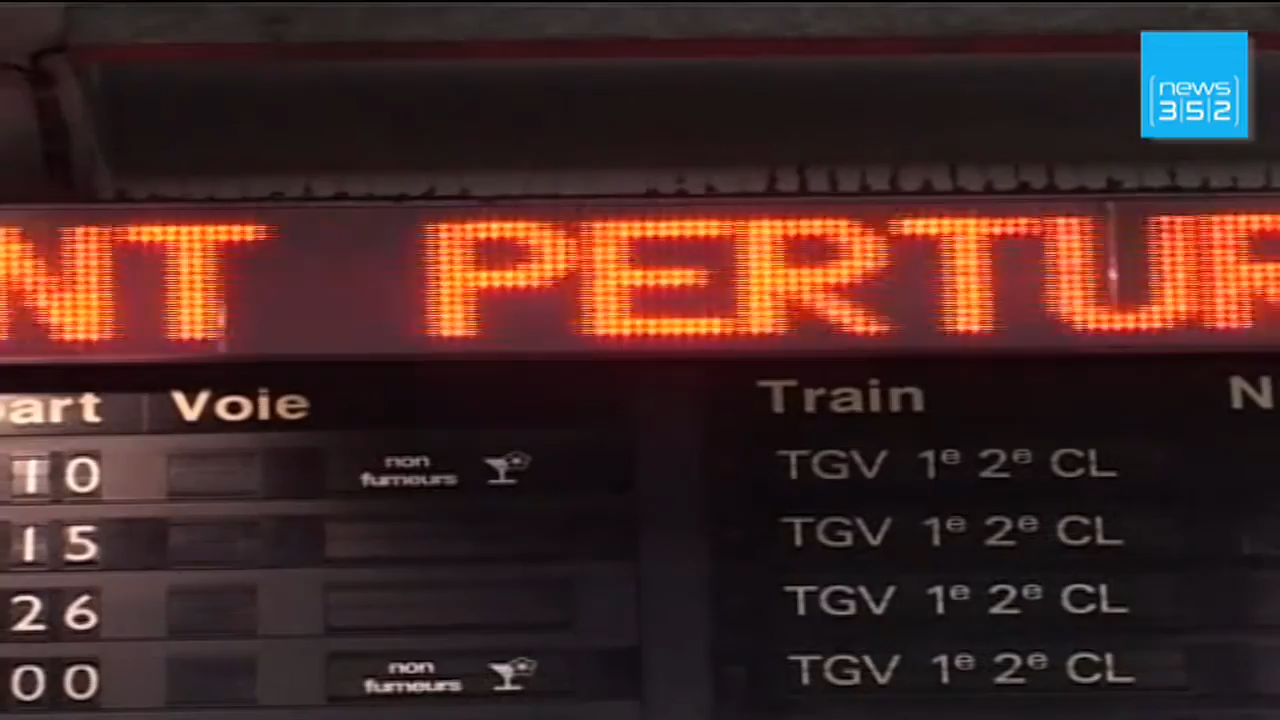 news
352
NT PERTUR
part Voie Train N
10 non fumeurs TGV 1e 2e CL
15 TGV 1e 2e CL
26 TGV 1e 2e CL
00 non fumeurs TGV 1e 2e CL